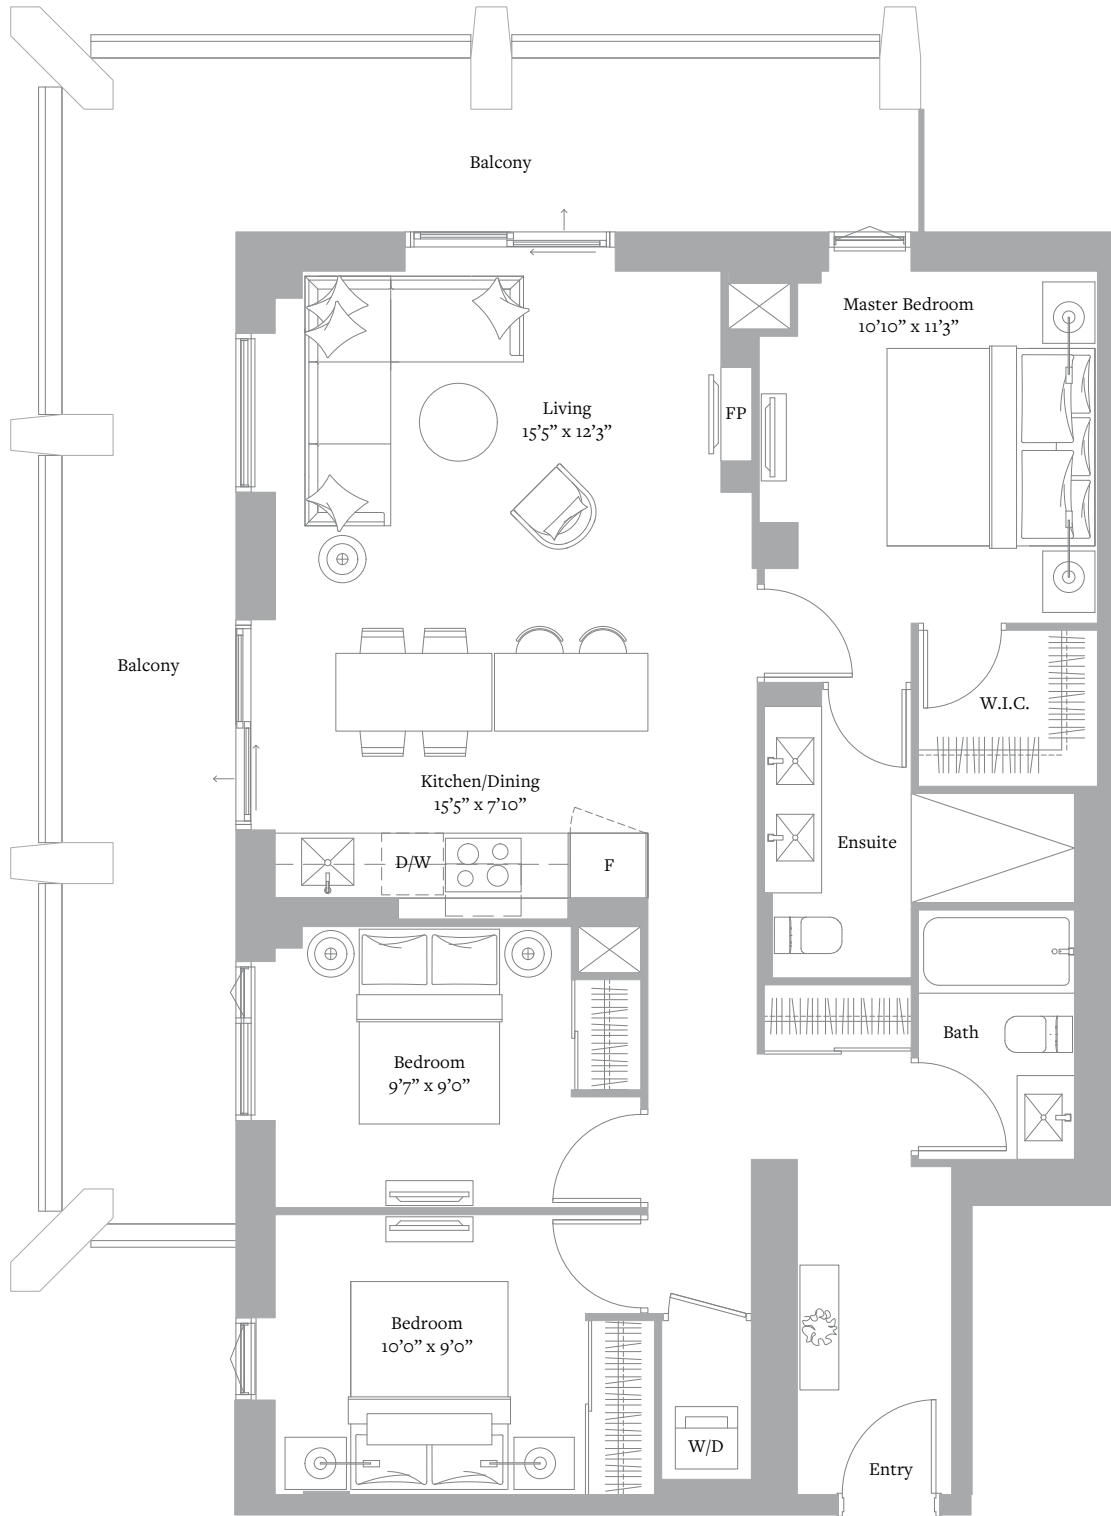 Balcony
Master Bedroom
10’10” x 11’3”
Living
15’5” x 12’3”
FP
Balcony
W.I.C.
Kitchen/Dining
15’5” x 7’10”
D/W
F
Ensuite
Bedroom
9’7” x 9’0”
Bath
Bedroom
10’0” x 9’0”
W/D
Entry